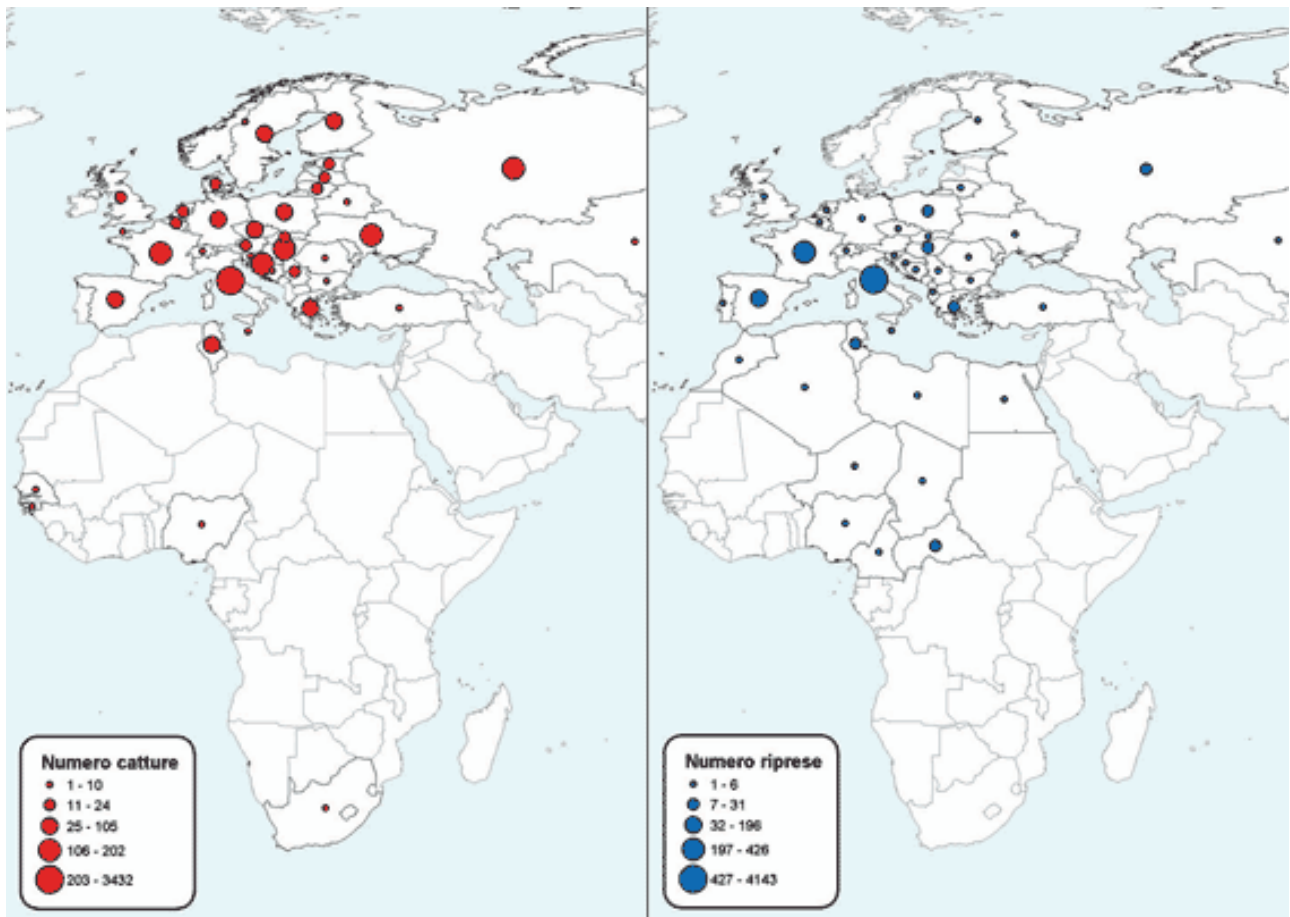 Numero catture
1 - 10
11 - 24
25 - 105
106 - 202
203 - 3432
Numero riprese
1 - 6
7 - 31
32 - 196
197 - 426
427 - 4143